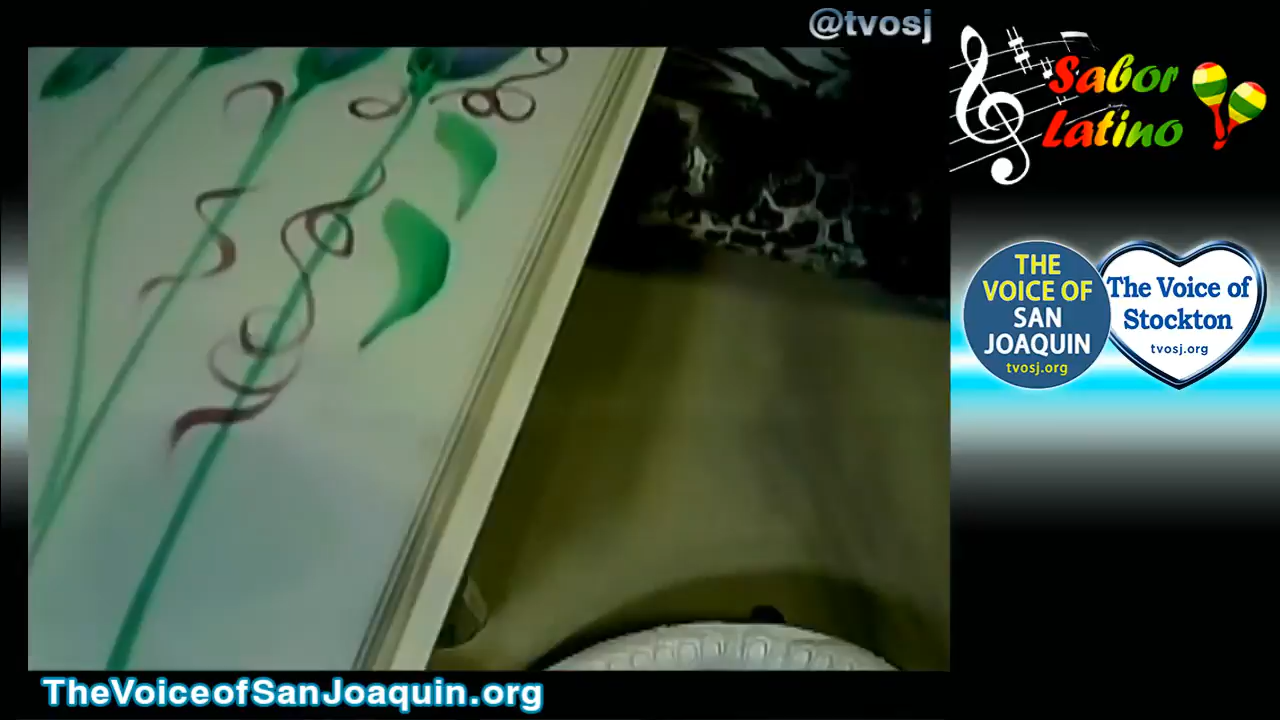 @tvosj
Sabor
Latino
THE
VOICE OF
SAN
JOAQUIN
tvosj.org
The Voice of
Stockton
tvosj.org
TheVoiceofSanJoaquin.org